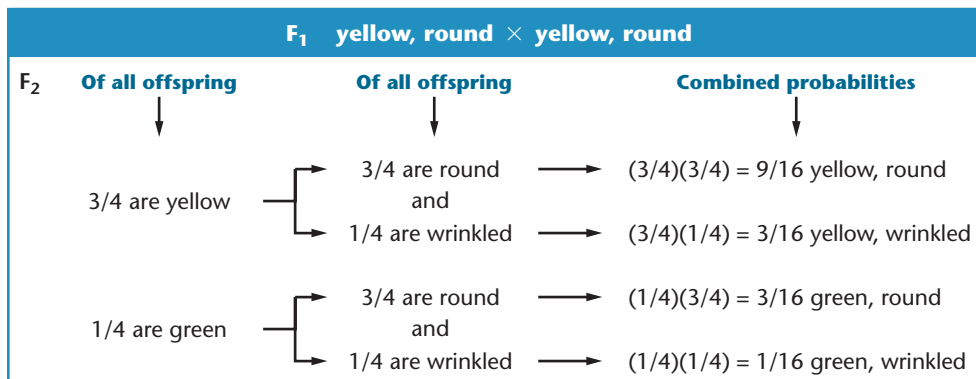 F1 yellow, round × yellow, round
F2 Of all offspring Of all offspring Combined probabilities
3/4 are yellow
3/4 are round
and
1/4 are wrinkled
(3/4)(3/4) = 9/16 yellow, round
(3/4)(1/4) = 3/16 yellow, wrinkled
1/4 are green
3/4 are round
and
1/4 are wrinkled
(1/4)(3/4) = 3/16 green, round
(1/4)(1/4) = 1/16 green, wrinkled